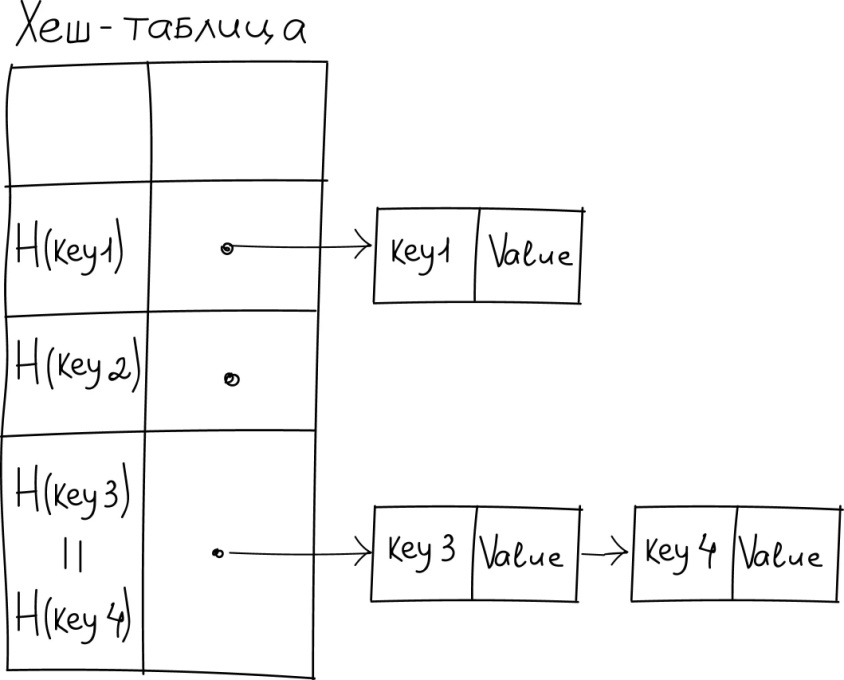 Хеш-таблица
H(key1)
key1 Value
H(key2)
H(key3)
||
H(key4)
key3 Value
key4 Value